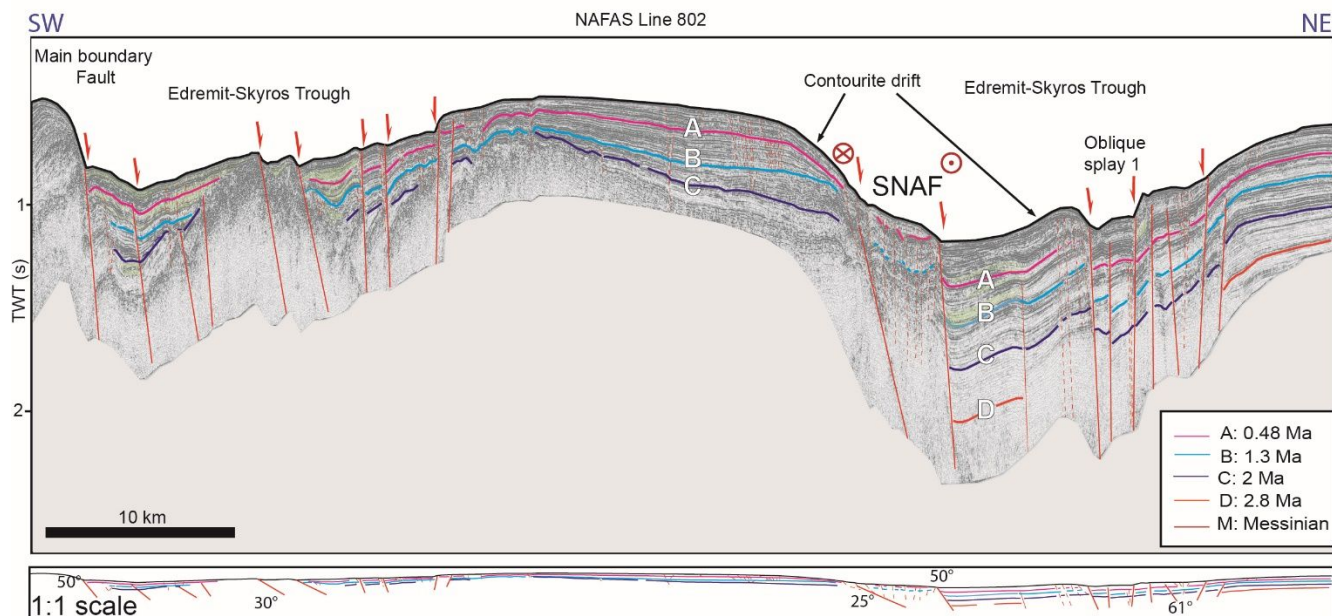 SW
NAFAS Line 802
NE
Main boundary
Fault
Edremit-Skyros Trough
Contourite drift
Edremit-Skyros Trough
Oblique
splay 1
SNAF
A
B
C
A
B
C
D
1
2
TWT (s)
10 km
A: 0.48 Ma
B: 1.3 Ma
C: 2 Ma
D: 2.8 Ma
M: Messinian
50°
30°
25°
50°
61°
1:1 scale